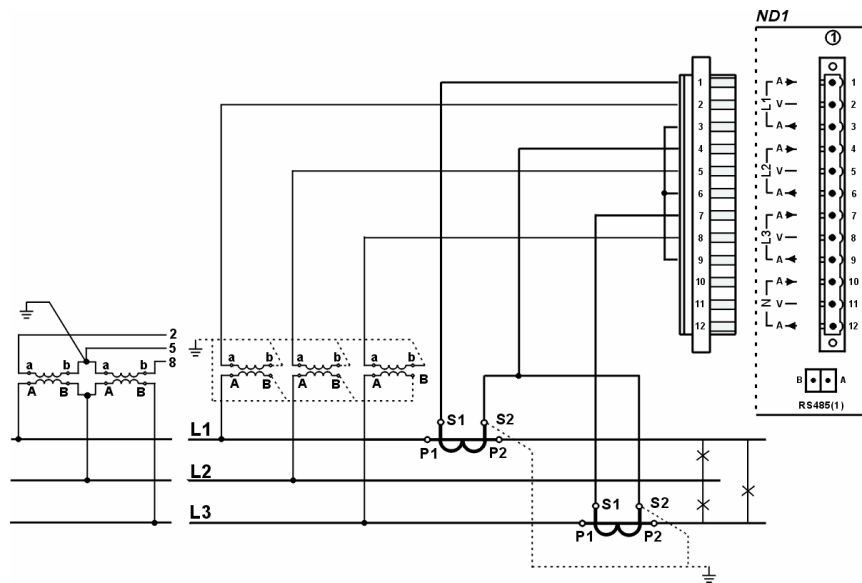 ND1
1
1
2
3
4
5
6
7
8
9
10
11
12
L1
A
V
A
L2
A
V
A
L3
A
V
A
N
A
V
A
1
2
3
4
5
6
7
8
9
10
11
12
B A
RS485(1)
2
5
8
a b a b
A B A B
a b a b a b
A B A B A B
L1
L2
L3
S1 S2
P1 P2
S1 S2
P1 P2